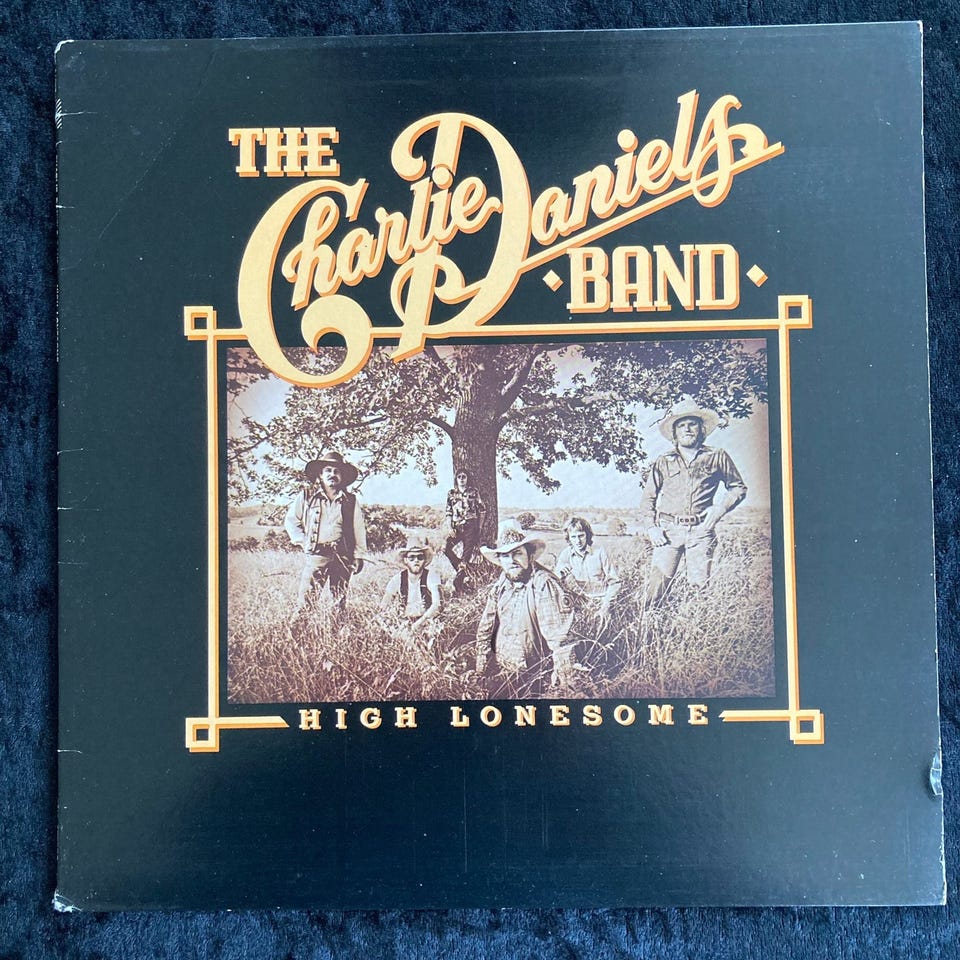 THE
Charlie Daniels
BAND
HIGH LONESOME